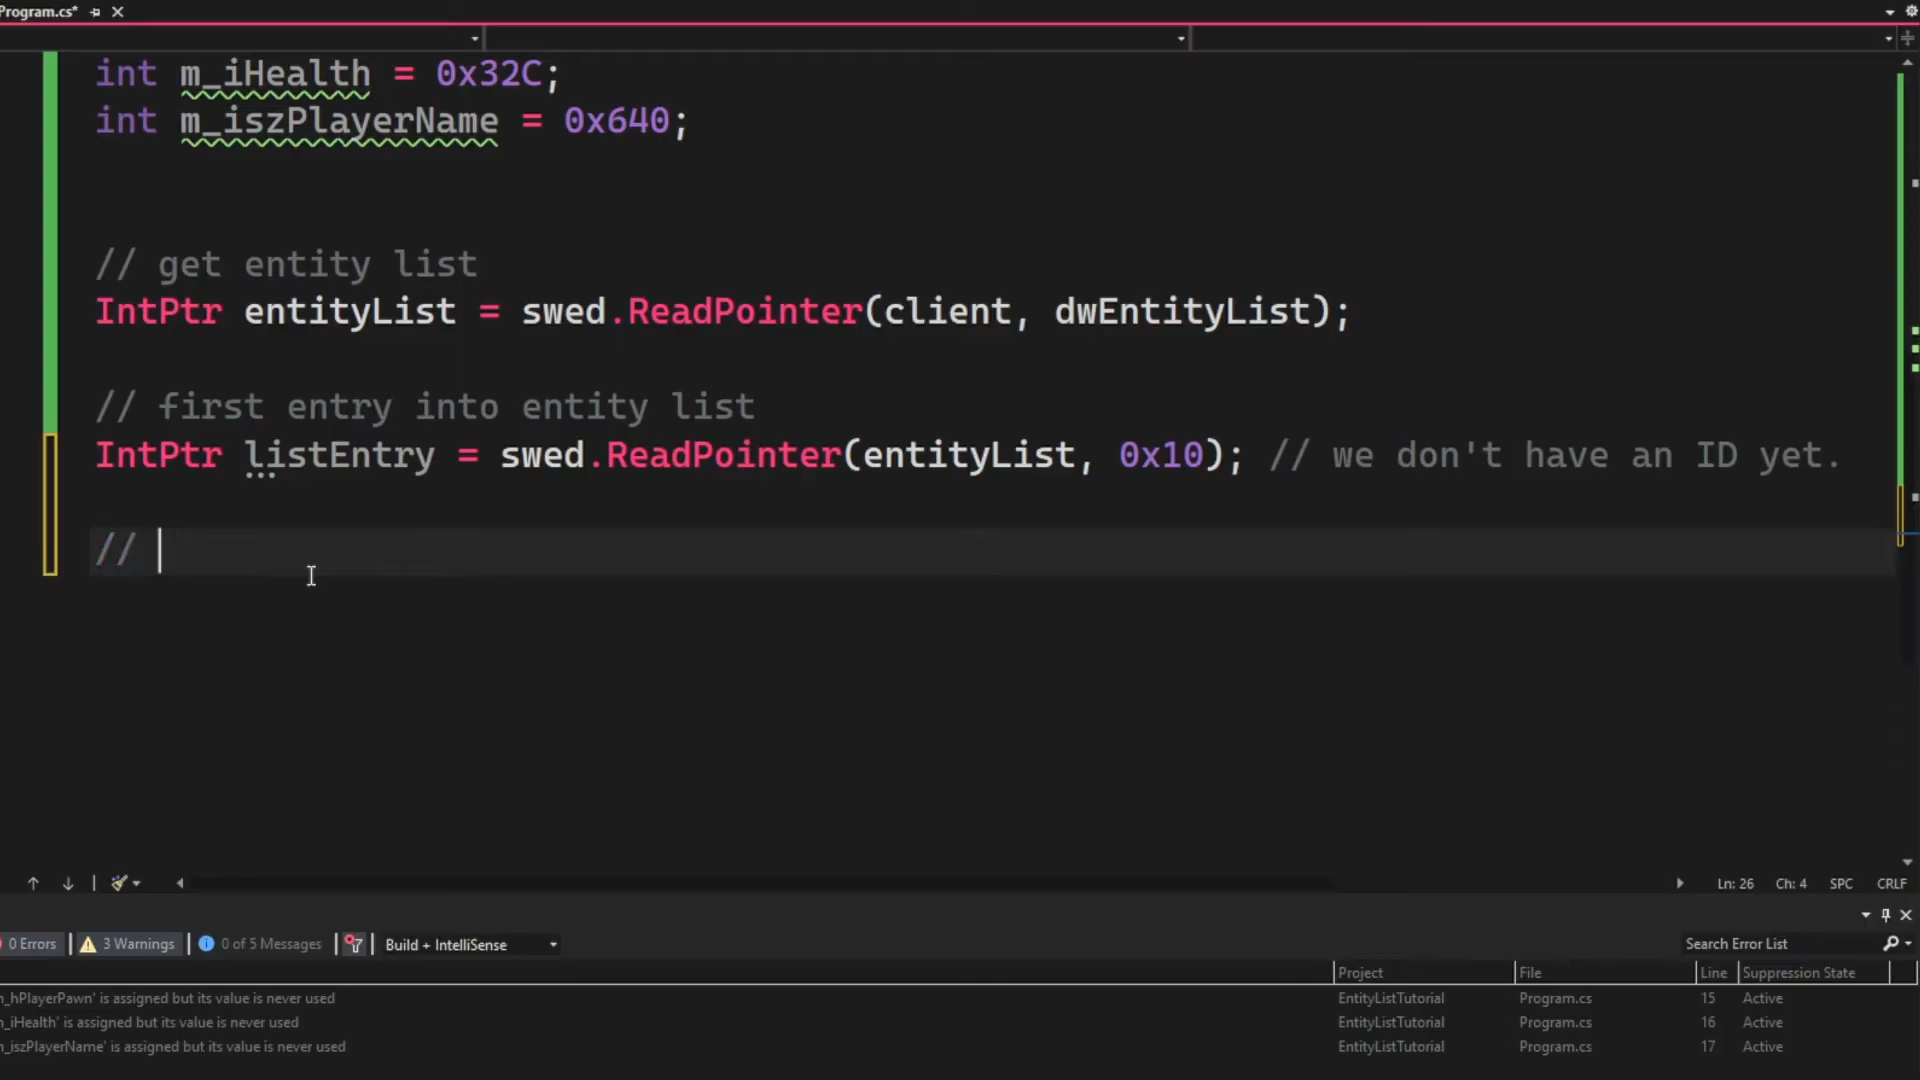 Program.cs*
int m_iHealth = 0x32C;
int m_iszPlayerName = 0x640;
// get entity list
IntPtr entityList = swed.ReadPointer(client, dwEntityList);
// first entry into entity list
IntPtr listEntry = swed.ReadPointer(entityList, 0x10); // we don't have an ID yet.
//
Ln: 26 Ch: 4 SPC CRLF
0 Errors 3 Warnings 0 of 5 Messages Build + IntelliSense Search Error List
Project File Line Suppression State
m_hPlayerPawn' is assigned but its value is never used EntityListTutorial Program.cs 15 Active
m_iHealth' is assigned but its value is never used EntityListTutorial Program.cs 16 Active
m_iszPlayerName' is assigned but its value is never used EntityListTutorial Program.cs 17 Active